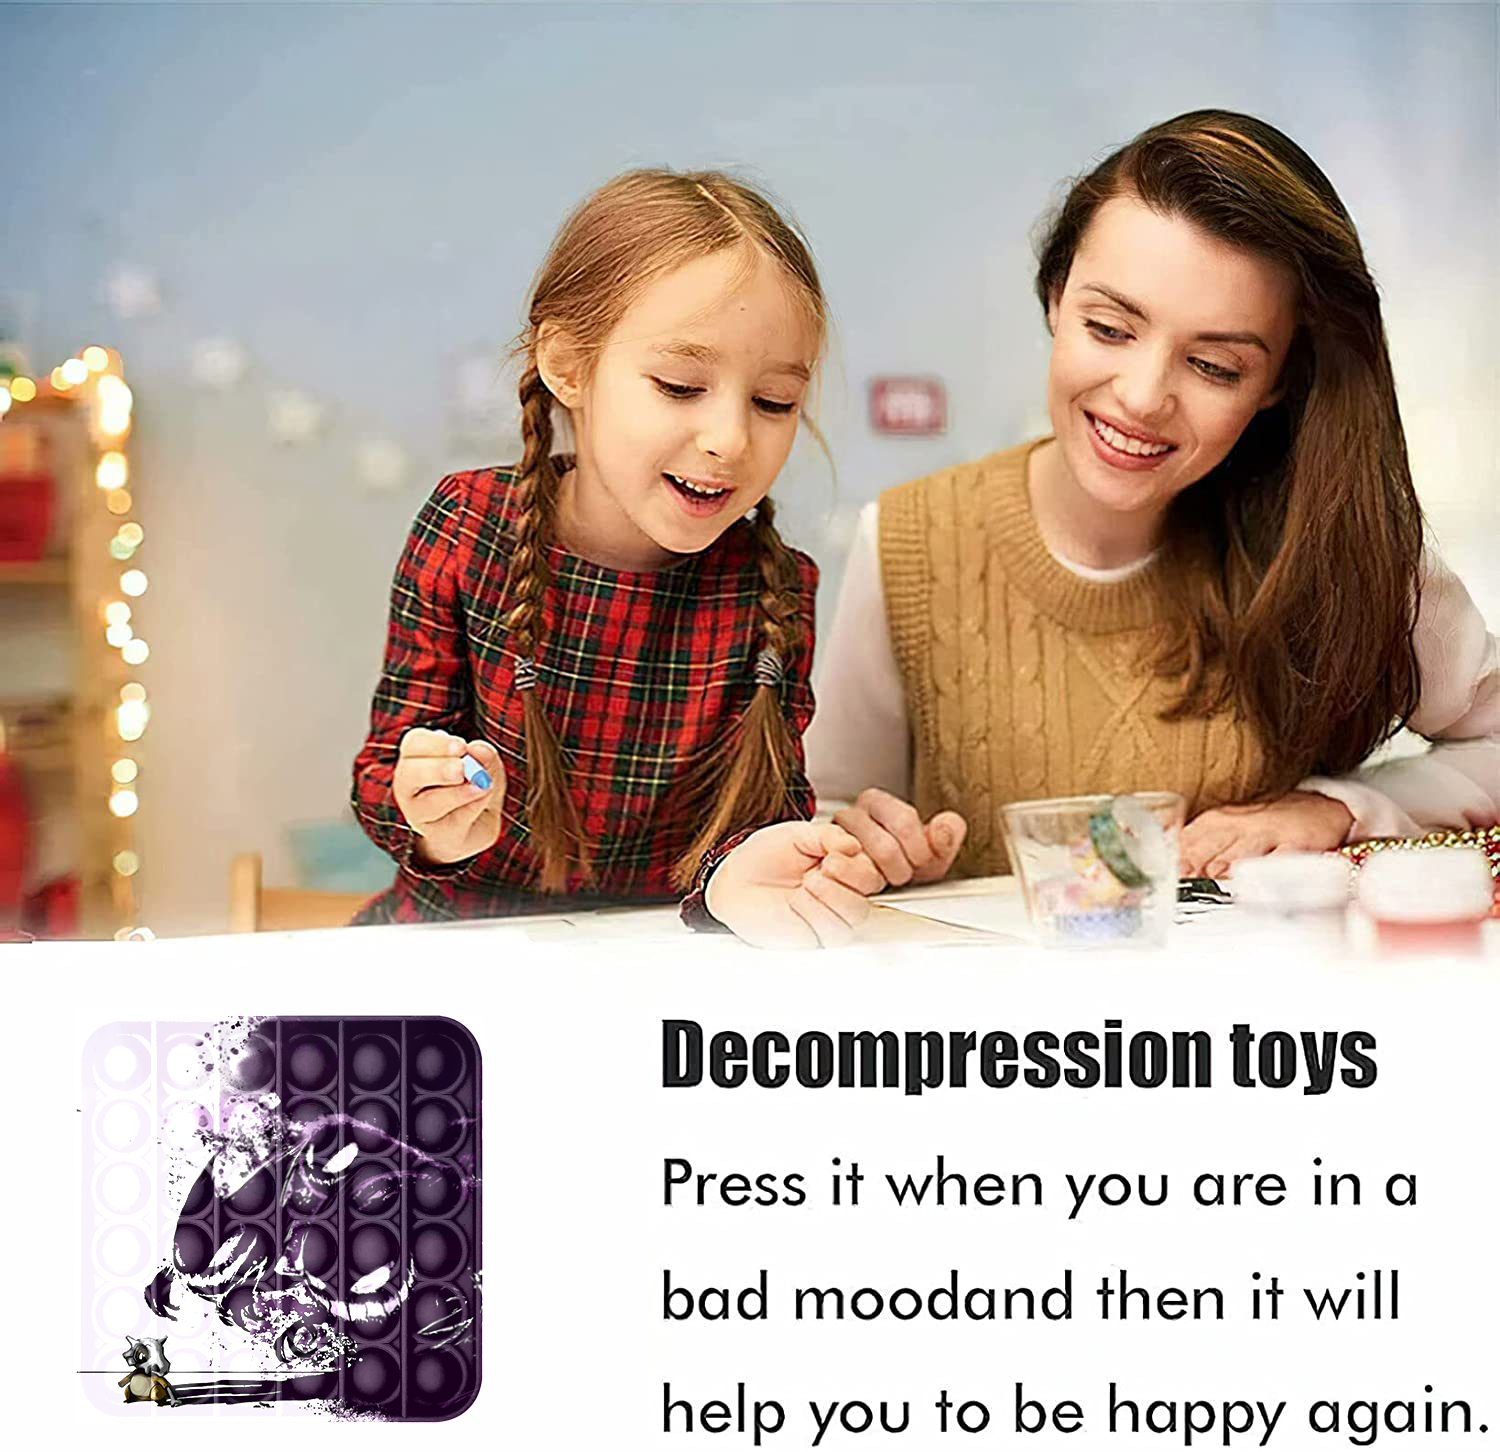 Decompression toys
Press it when you are in a
bad moodand then it will
help you to be happy again.